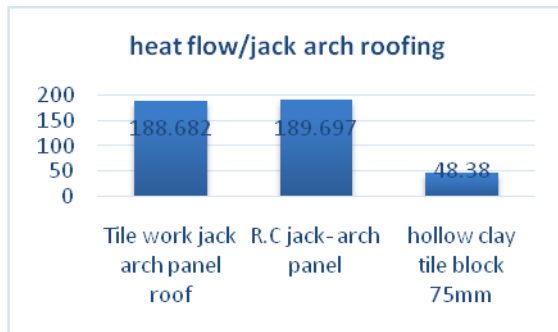 heat flow/jack arch roofing
200
150
100
50
0
188.682
189.697
48.38
Tile work jack
arch panel
roof
R.C jack-arch
panel
hollow clay
tile block
75mm